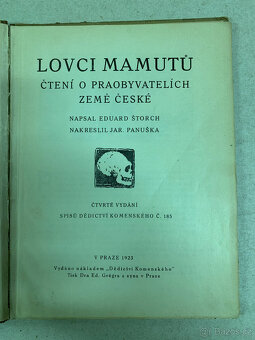 LOVCI MAMUTŮ
ČTENÍ O PRAOBYVATELÍCH
ZEMĚ ČESKÉ
NAPSAL EDUARD ŠTORCH
NAKRESLIL JAR. PANUŠKA
ČTVRTÉ VYDÁNÍ
SPISŮ DĚDICTVÍ KOMENSKÉHO Č. 185
V PRAZE 1925
Vydáno nákladem „Dědictví Komenského"
Tisk Dra Ed. Grégra a syna v Praze